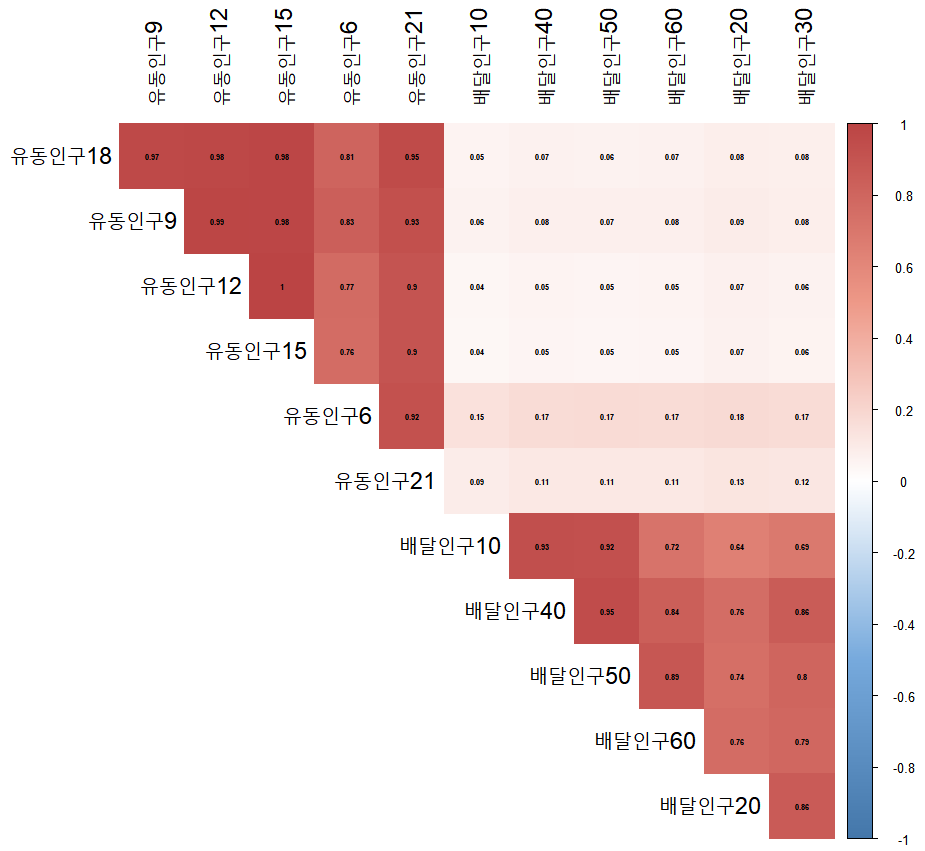 유동인구9 유동인구12 유동인구15 유동인구6 유동인구21 배달인구10 배달인구40 배달인구50 배달인구60 배달인구20 배달인구30
유동인구18 0.97 0.98 0.98 0.81 0.95 0.05 0.07 0.06 0.07 0.08 0.08
유동인구9 0.99 0.98 0.83 0.93 0.06 0.08 0.07 0.08 0.09 0.08
유동인구12 1 0.77 0.9 0.04 0.05 0.05 0.05 0.07 0.06
유동인구15 0.76 0.9 0.04 0.05 0.05 0.05 0.07 0.06
유동인구6 0.92 0.15 0.17 0.17 0.17 0.18 0.17
유동인구21 0.09 0.11 0.11 0.11 0.13 0.12
배달인구10 0.93 0.92 0.72 0.64 0.69
배달인구40 0.95 0.84 0.76 0.86
배달인구50 0.89 0.74 0.8
배달인구60 0.76 0.79
배달인구20 0.86
1
0.8
0.6
0.4
0.2
0
-0.2
-0.4
-0.6
-0.8
-1